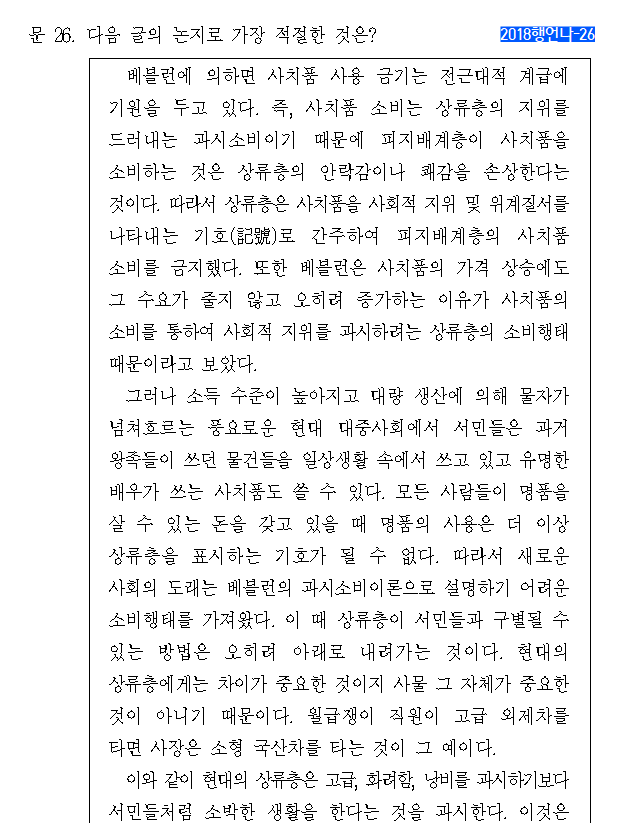 문 26. 다음 글의 논지로 가장 적절한 것은?
2018행언나-26
베블런에 의하면 사치품 사용 금기는 전근대적 계급에
기원을 두고 있다. 즉, 사치품 소비는 상류층의 지위를
드러내는 과시소비이기 때문에 피지배계층이 사치품을
소비하는 것은 상류층의 안락감이나 쾌감을 손상한다는
것이다. 따라서 상류층은 사치품을 사회적 지위 및 위계질서를
나타내는 기호(記號)로 간주하여 피지배계층의 사치품
소비를 금지했다. 또한 베블런은 사치품의 가격 상승에도
그 수요가 줄지 않고 오히려 증가하는 이유가 사치품의
소비를 통하여 사회적 지위를 과시하려는 상류층의 소비행태
때문이라고 보았다.
그러나 소득 수준이 높아지고 대량 생산에 의해 물자가
넘쳐흐르는 풍요로운 현대 대중사회에서 서민들은 과거
왕족들이 쓰던 물건들을 일상생활 속에서 쓰고 있고 유명한
배우가 쓰는 사치품도 쓸 수 있다. 모든 사람들이 명품을
살 수 있는 돈을 갖고 있을 때 명품의 사용은 더 이상
상류층을 표시하는 기호가 될 수 없다. 따라서 새로운
사회의 도래는 베블런의 과시소비이론으로 설명하기 어려운
소비행태를 가져왔다. 이 때 상류층이 서민들과 구별될 수
있는 방법은 오히려 아래로 내려가는 것이다. 현대의
상류층에게는 차이가 중요한 것이지 사물 그 자체가 중요한
것이 아니기 때문이다. 월급쟁이 직원이 고급 외제차를
타면 사장은 소형 국산차를 타는 것이 그 예이다.
이와 같이 현대의 상류층은 고급, 화려함, 낭비를 과시하기보다
서민들처럼 소박한 생활을 한다는 것을 과시한다. 이것은